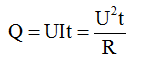 Q = UIt = U²t / R